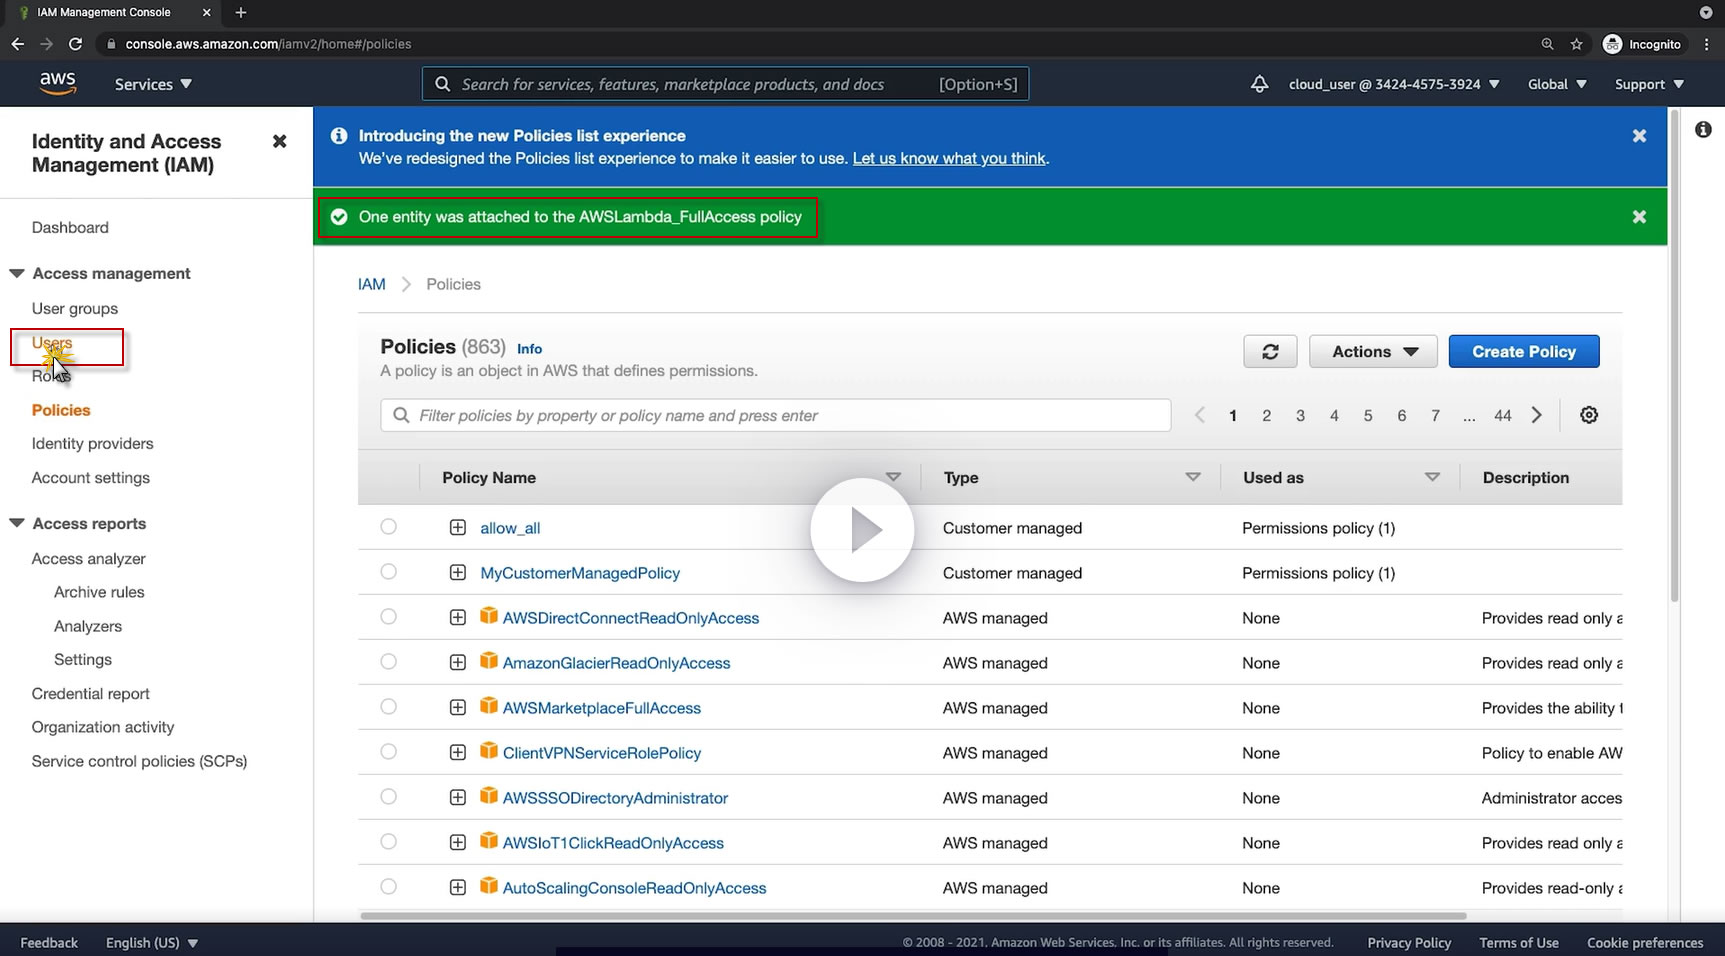 IAM Management Console
console.aws.amazon.com/iamv2/home#/policies
Incognito
aws
Services
Search for services, features, marketplace products, and docs [Option+S]
cloud_user @ 3424-4575-3924
Global
Support
Identity and Access
Management (IAM)
Dashboard
Access management
User groups
Users
Roles
Policies
Identity providers
Account settings
Access reports
Access analyzer
Archive rules
Analyzers
Settings
Credential report
Organization activity
Service control policies (SCPs)
Introducing the new Policies list experience
We've redesigned the Policies list experience to make it easier to use. Let us know what you think.
One entity was attached to the AWSLambda_FullAccess policy
IAM Policies
Policies (863) Info
A policy is an object in AWS that defines permissions.
Actions
Create Policy
Filter policies by property or policy name and press enter
1 2 3 4 5 6 7 ... 44
Policy Name Type Used as Description
allow_all Customer managed Permissions policy (1)
MyCustomerManagedPolicy Customer managed Permissions policy (1)
AWSDirectConnectReadOnlyAccess AWS managed None Provides read only a
AmazonGlacierReadOnlyAccess AWS managed None Provides read only a
AWSMarketplaceFullAccess AWS managed None Provides the ability t
ClientVPNServiceRolePolicy AWS managed None Policy to enable AW
AWSSSODirectoryAdministrator AWS managed None Administrator acces
AWSIoT1ClickReadOnlyAccess AWS managed None Provides read only a
AutoScalingConsoleReadOnlyAccess AWS managed None Provides read-only a
Feedback English (US) © 2008 - 2021, Amazon Web Services, Inc. or its affiliates. All rights reserved. Privacy Policy Terms of Use Cookie preferences